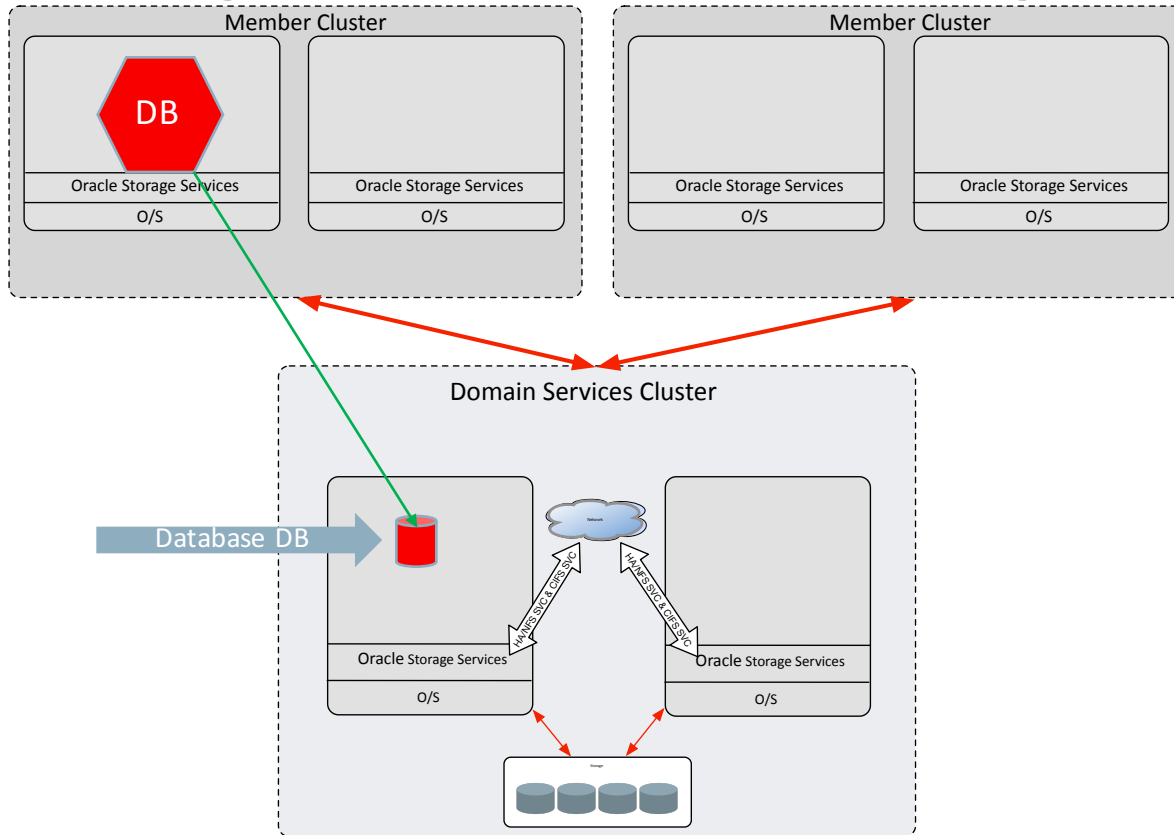 Member Cluster
Member Cluster
DB
Oracle Storage Services
O/S
Oracle Storage Services
O/S
Oracle Storage Services
O/S
Oracle Storage Services
O/S
Domain Services Cluster
Network
Database DB
HA/NFS SVC & CIFS SVC
HA/NFS SVC & CIFS SVC
Oracle Storage Services
O/S
Oracle Storage Services
O/S
Storage